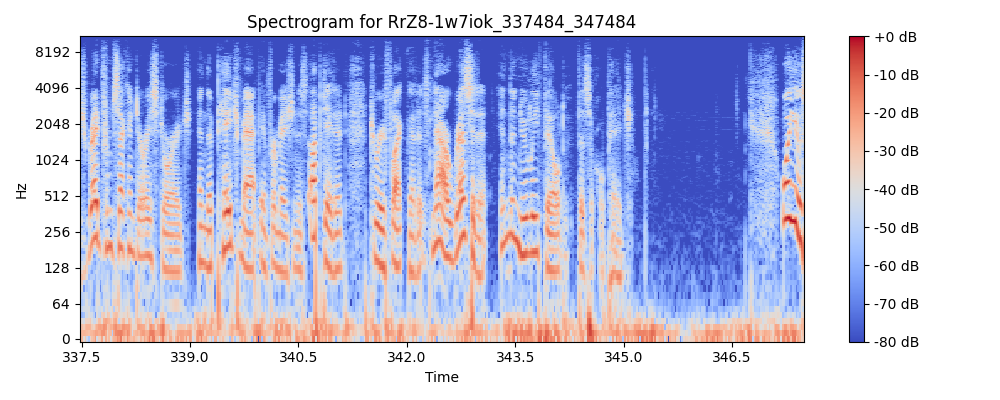 Spectrogram for RrZ8-1w7iok_337484_347484
+0 dB
-10 dB
-20 dB
-30 dB
-40 dB
-50 dB
-60 dB
-70 dB
-80 dB
Hz
8192
4096
2048
1024
512
256
128
64
0
337.5
339.0
340.5
342.0
343.5
345.0
346.5
Time